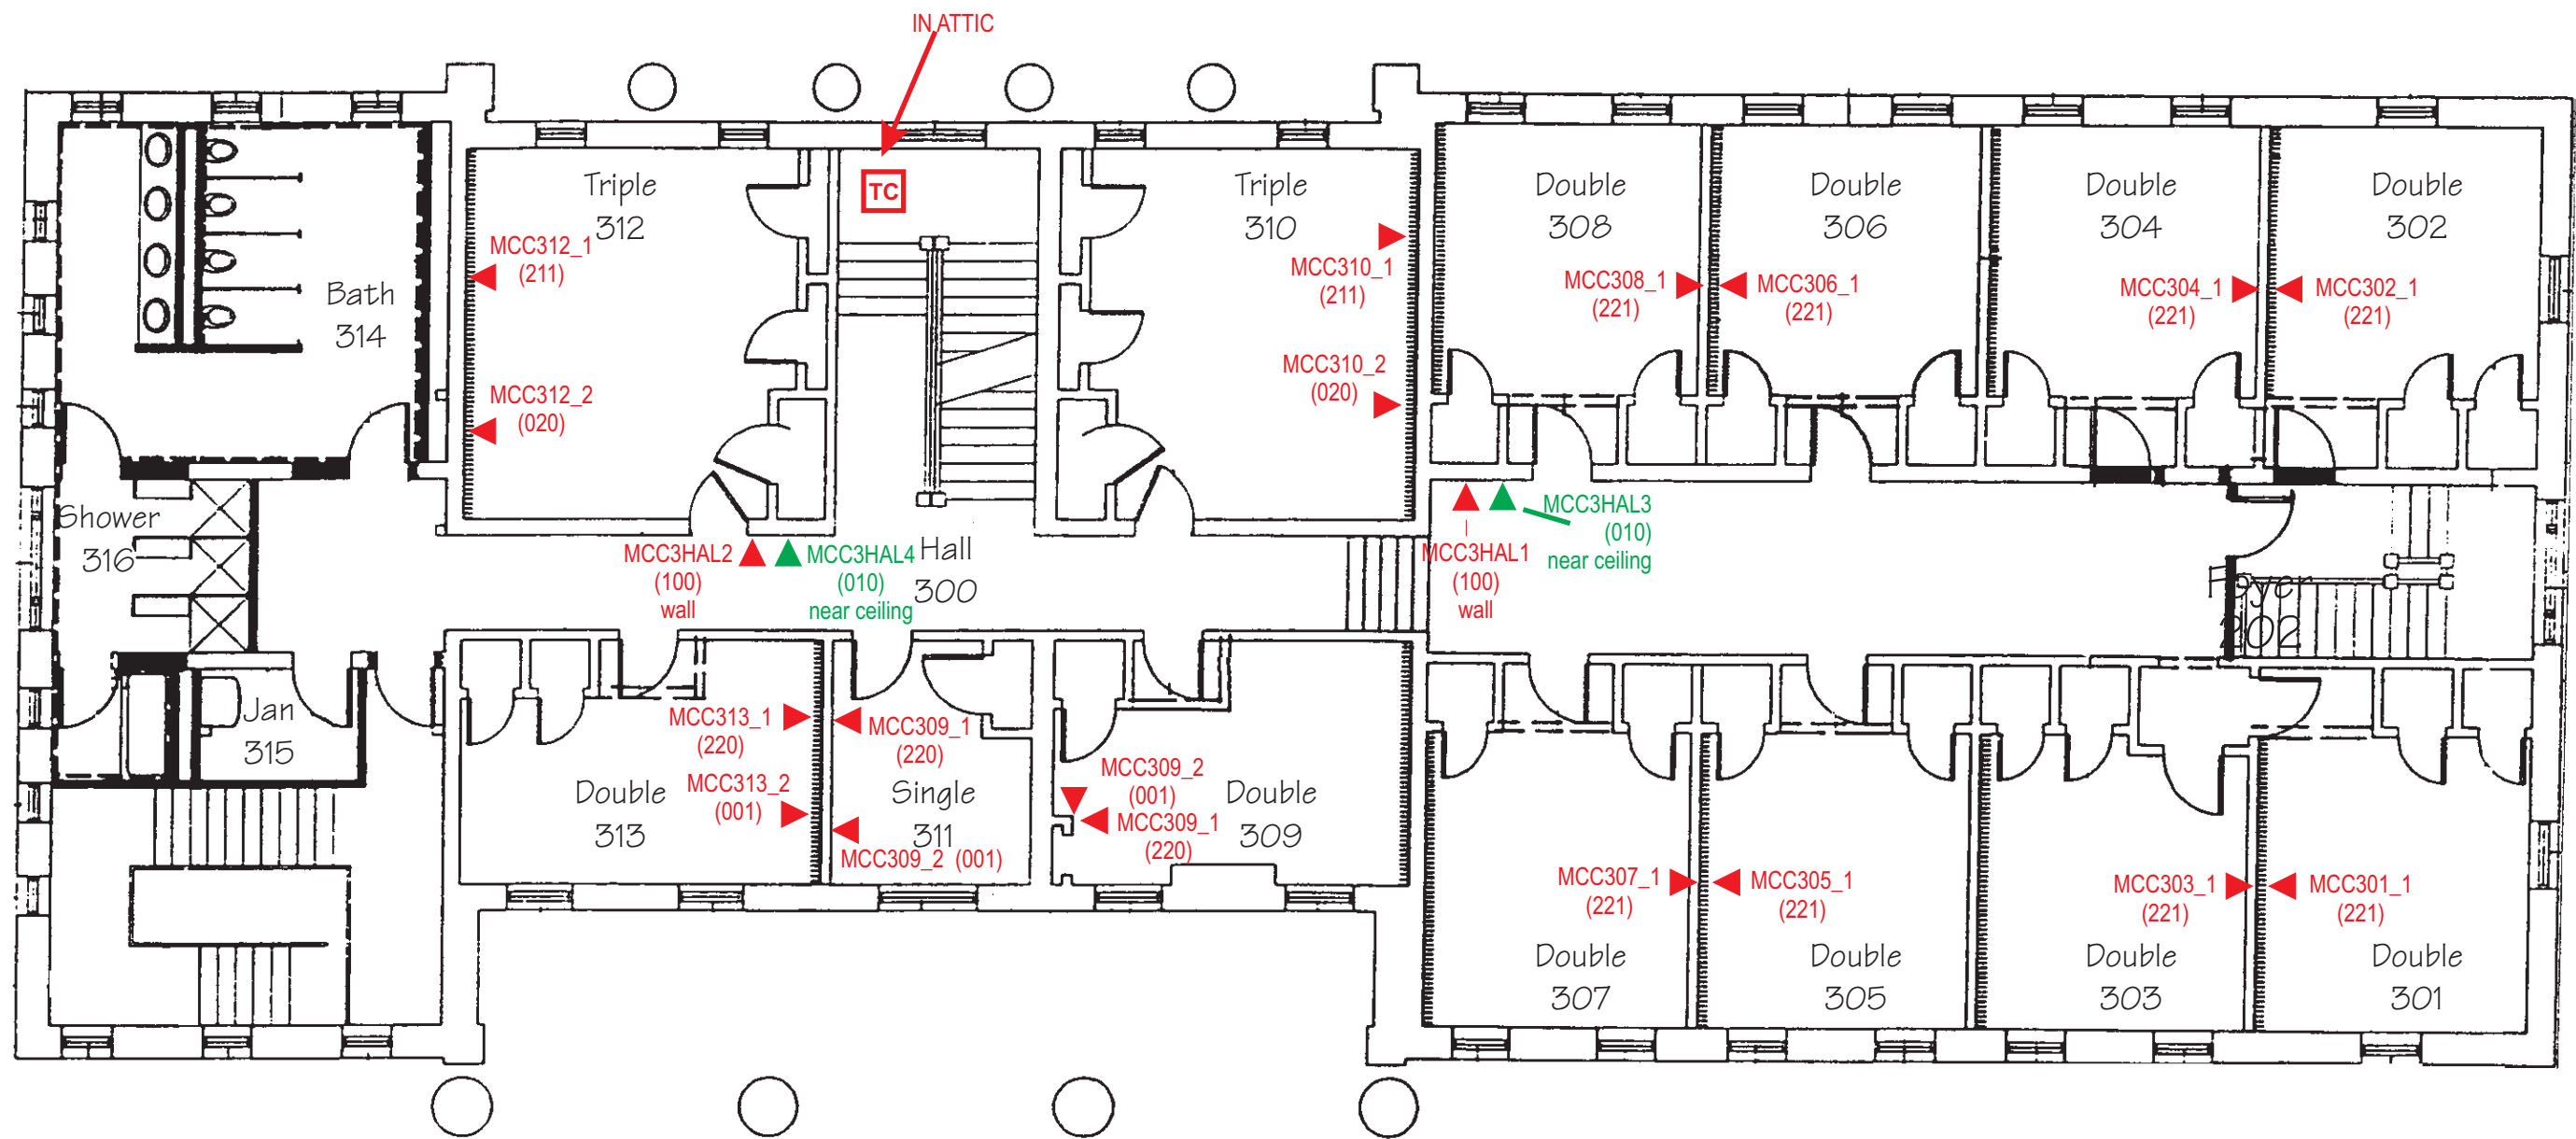 IN ATTIC
TC
Triple
312
MCC312_1
(211)
MCC312_2
(020)
Triple
310
MCC310_1
(211)
MCC310_2
(020)
Double
308
MCC308_1
(221)
Double
306
MCC306_1
(221)
Double
304
MCC304_1
(221)
Double
302
MCC302_1
(221)
Bath
314
Shower
316
MCC3HAL2
(100)
wall
MCC3HAL4
(010)
near ceiling
Hall
300
MCC3HAL1
(100)
wall
MCC3HAL3
(010)
near ceiling
Foyer
202
Jan
315
MCC313_1
(220)
MCC313_2
(001)
Double
313
MCC309_1
(220)
Single
311
MCC309_2 (001)
MCC309_2
(001)
MCC309_1
(220)
Double
309
MCC307_1
(221)
Double
307
MCC305_1
(221)
Double
305
MCC303_1
(221)
Double
303
MCC301_1
(221)
Double
301